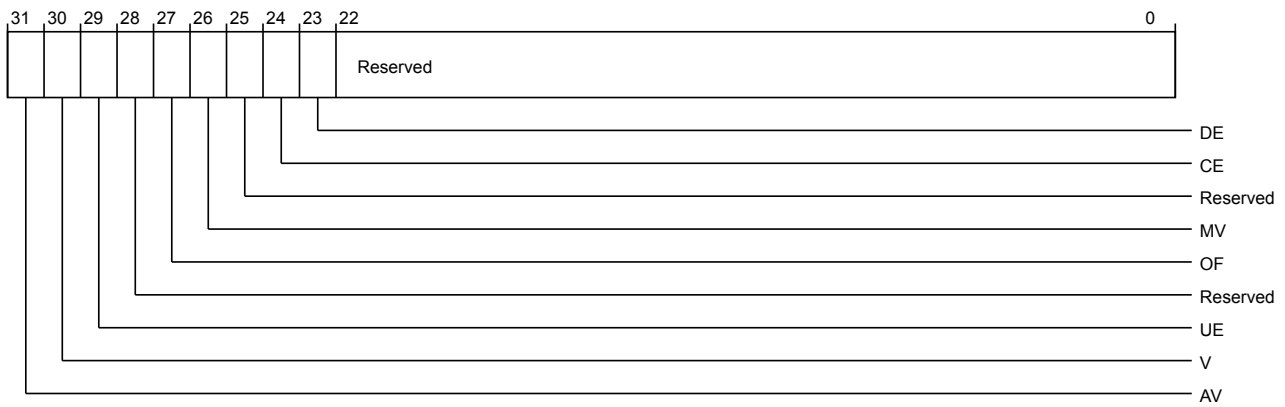 31 30 29 28 27 26 25 24 23 22 0
Reserved
DE
CE
Reserved
MV
OF
Reserved
UE
V
AV